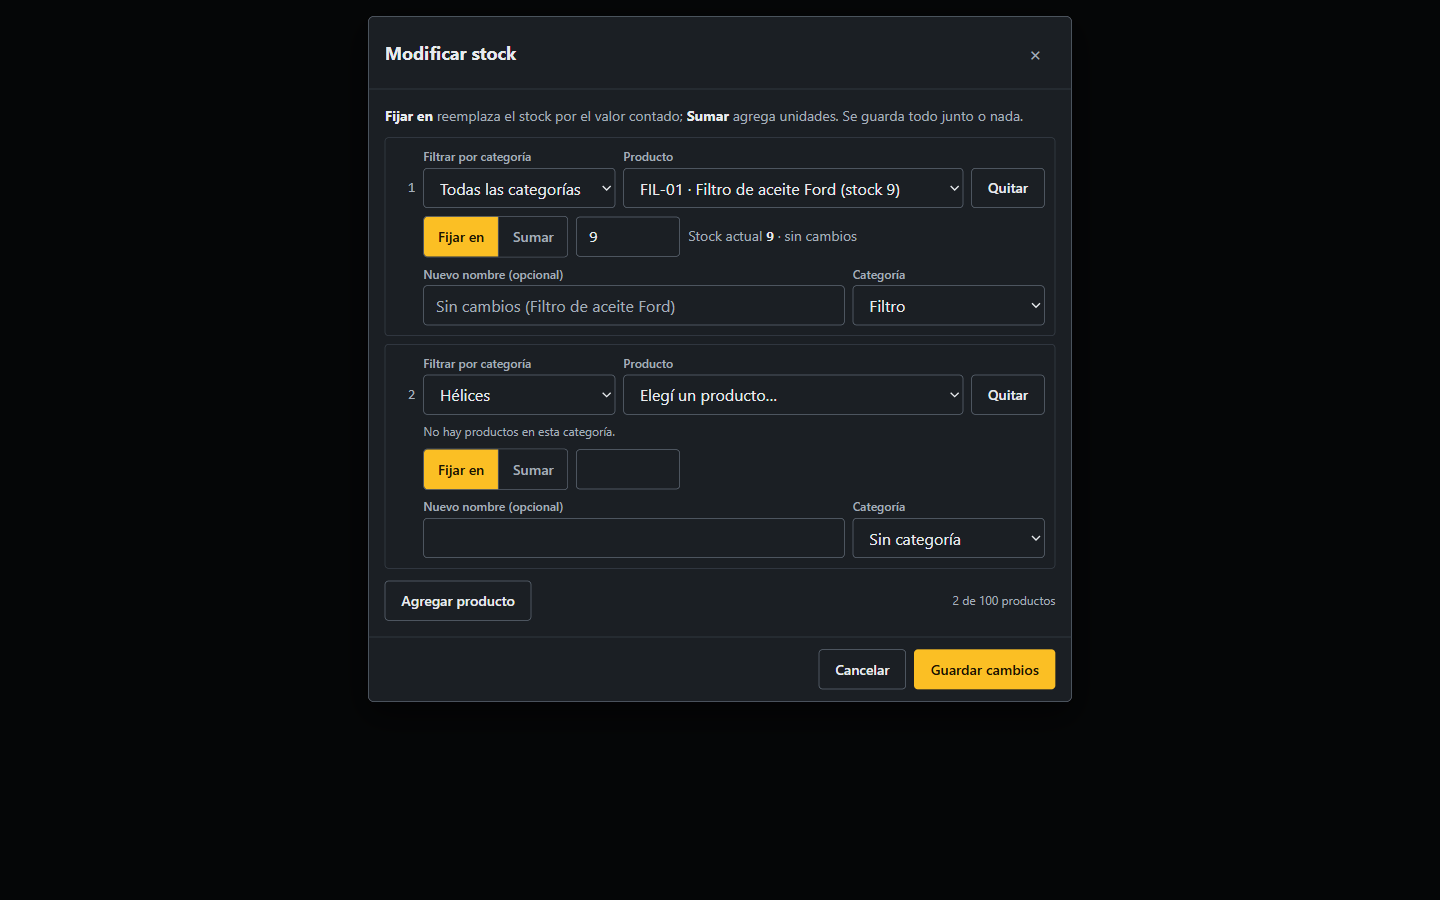 Modificar stock
×
Fijar en reemplaza el stock por el valor contado; Sumar agrega unidades. Se guarda todo junto o nada.
Filtrar por categoría Producto
1 Todas las categorías FIL-01 · Filtro de aceite Ford (stock 9) Quitar
Fijar en Sumar 9 Stock actual 9 · sin cambios
Nuevo nombre (opcional) Categoría
Sin cambios (Filtro de aceite Ford) Filtro
Filtrar por categoría Producto
2 Hélices Elegí un producto... Quitar
No hay productos en esta categoría.
Fijar en Sumar
Nuevo nombre (opcional) Categoría
Sin categoría
Agregar producto 2 de 100 productos
Cancelar Guardar cambios